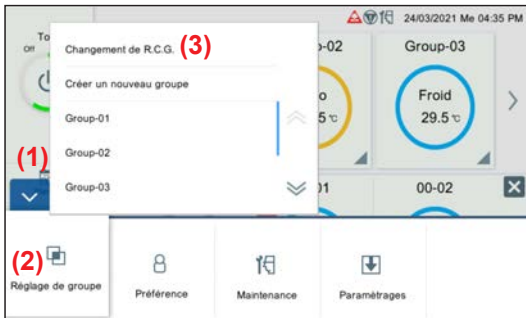 24/03/2021 Me 04:35 PM
To
Off
Changement de R.C.G. (3)
Créer un nouveau groupe
Group-01
Group-02
Group-03
(1)
o-02
Group-03
o
5 °C
Froid
29.5 °C
01
00-02
(2)
Réglage de groupe
Préférence
Maintenance
Paramétrages